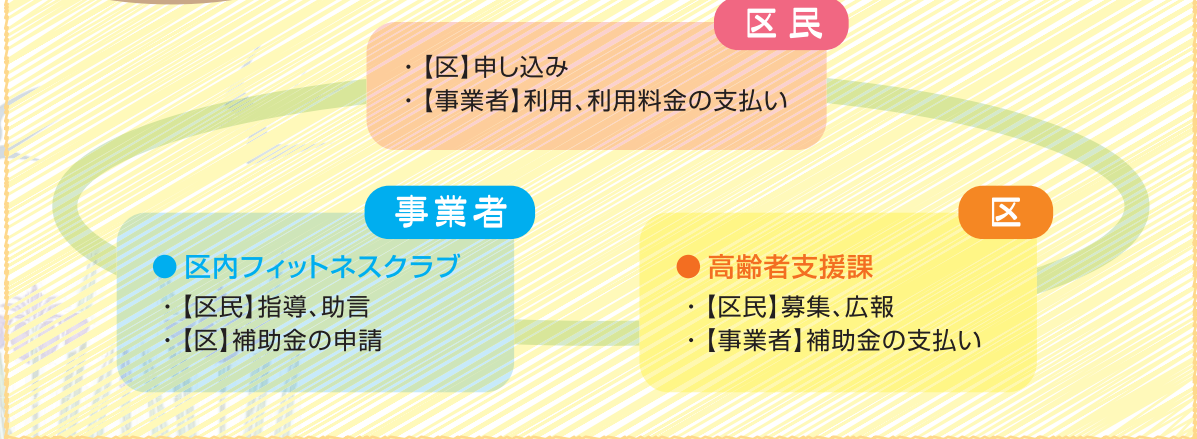 区民
・【区】申し込み
・【事業者】利用、利用料金の支払い
事業者
● 区内フィットネスクラブ
・【区民】指導、助言
・【区】補助金の申請
区
● 高齢者支援課
・【区民】募集、広報
・【事業者】補助金の支払い